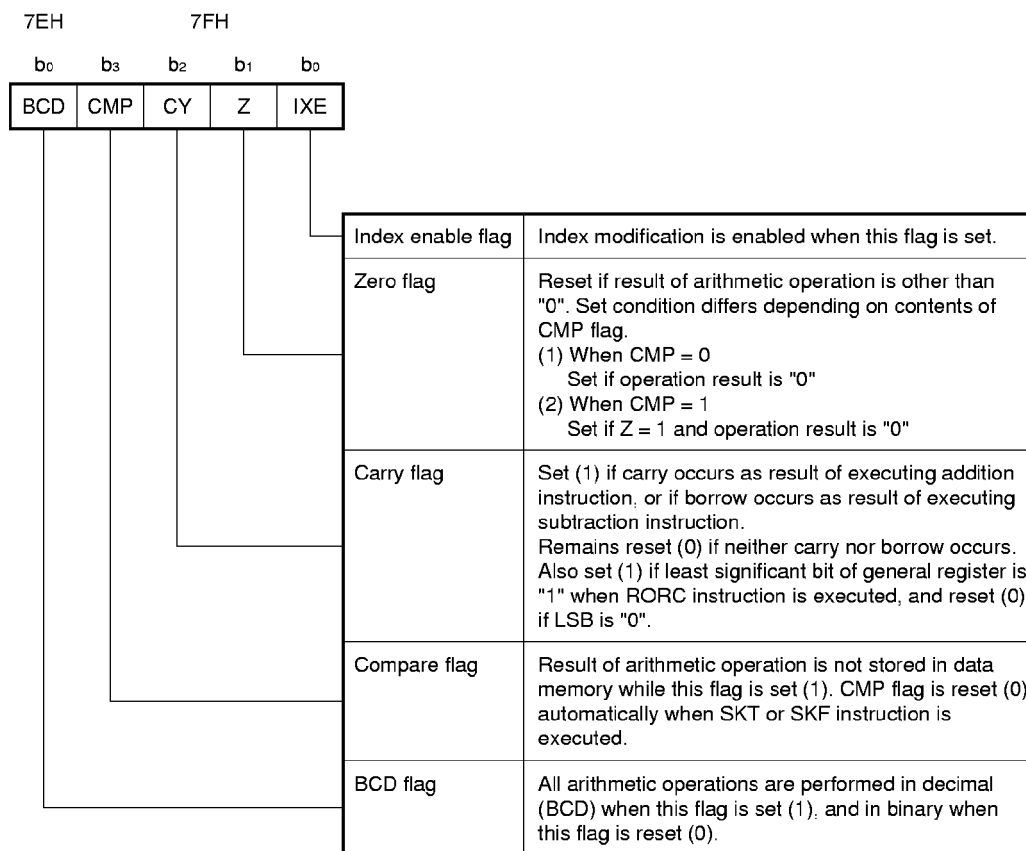 7EH 7FH
b0 b3 b2 b1 b0
BCD CMP CY Z IXE
Index enable flag Index modification is enabled when this flag is set.
Zero flag Reset if result of arithmetic operation is other than
"0". Set condition differs depending on contents of
CMP flag.
(1) When CMP = 0
Set if operation result is "0"
(2) When CMP = 1
Set if Z = 1 and operation result is "0"
Carry flag Set (1) if carry occurs as result of executing addition
instruction, or if borrow occurs as result of executing
subtraction instruction.
Remains reset (0) if neither carry nor borrow occurs.
Also set (1) if least significant bit of general register is
"1" when RORC instruction is executed, and reset (0)
if LSB is "0".
Compare flag Result of arithmetic operation is not stored in data
memory while this flag is set (1). CMP flag is reset (0)
automatically when SKT or SKF instruction is
executed.
BCD flag All arithmetic operations are performed in decimal
(BCD) when this flag is set (1), and in binary when
this flag is reset (0).